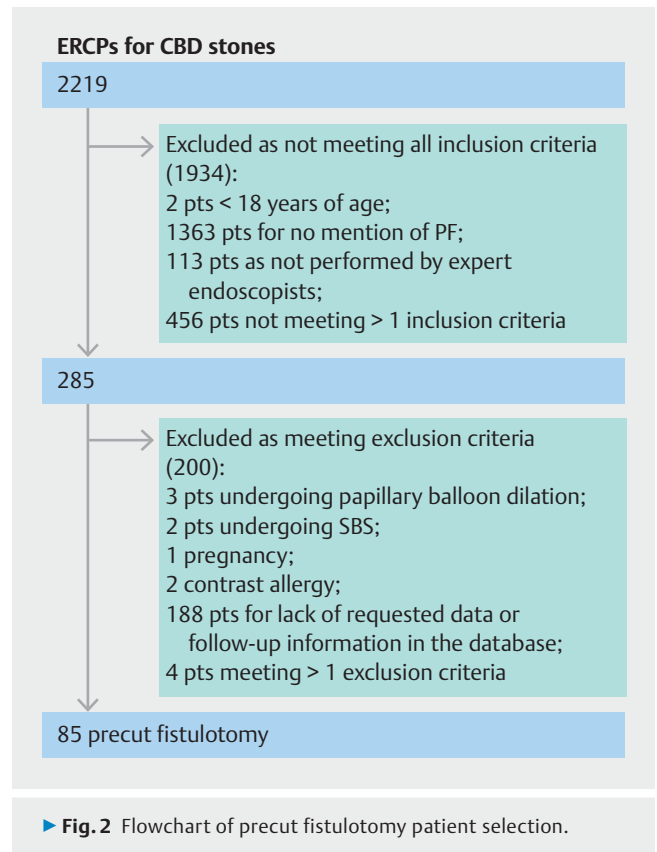 ERCPs for CBD stones
2219
Excluded as not meeting all inclusion criteria
(1934):
2 pts < 18 years of age;
1363 pts for no mention of PF;
113 pts as not performed by expert
endoscopists;
456 pts not meeting > 1 inclusion criteria
285
Excluded as meeting exclusion criteria
(200):
3 pts undergoing papillary balloon dilation;
2 pts undergoing SBS;
1 pregnancy;
2 contrast allergy;
188 pts for lack of requested data or
follow-up information in the database;
4 pts meeting > 1 exclusion criteria
85 precut fistulotomy
▶ Fig. 2 Flowchart of precut fistulotomy patient selection.